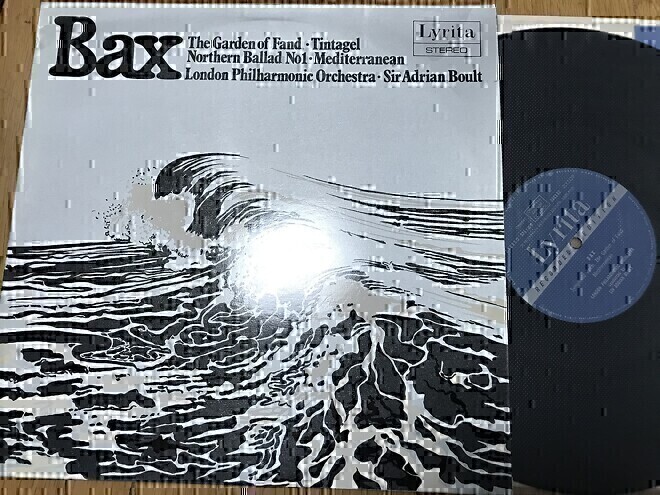 Bax
The Garden of Fand · Tintagel
Northern Ballad No1 · Mediterranean
London Philharmonic Orchestra · Sir Adrian Boult
Lyrita
STEREO
Lyrita